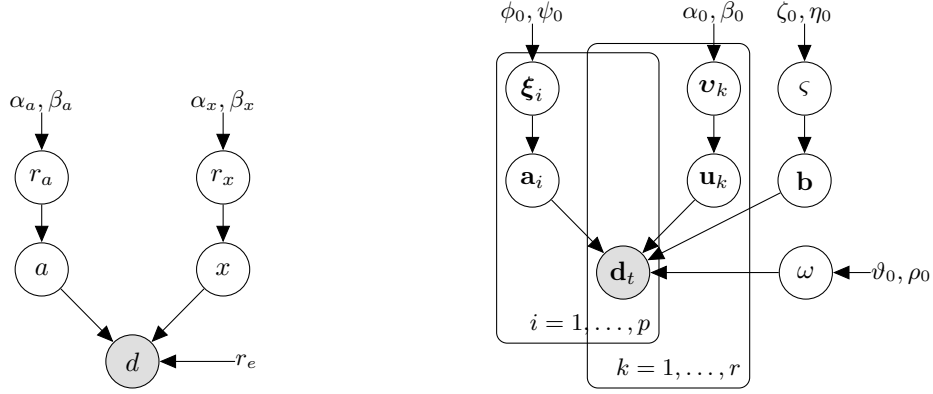 α_a, β_a
α_x, β_x
r_a
r_x
a
x
d
r_e
ϕ_0, ψ_0
α_0, β_0
ζ_0, η_0
ξ_i
υ_k
ς
a_i
u_k
b
d_t
ω
ϑ_0, ρ_0
i = 1, . . . , p
k = 1, . . . , r